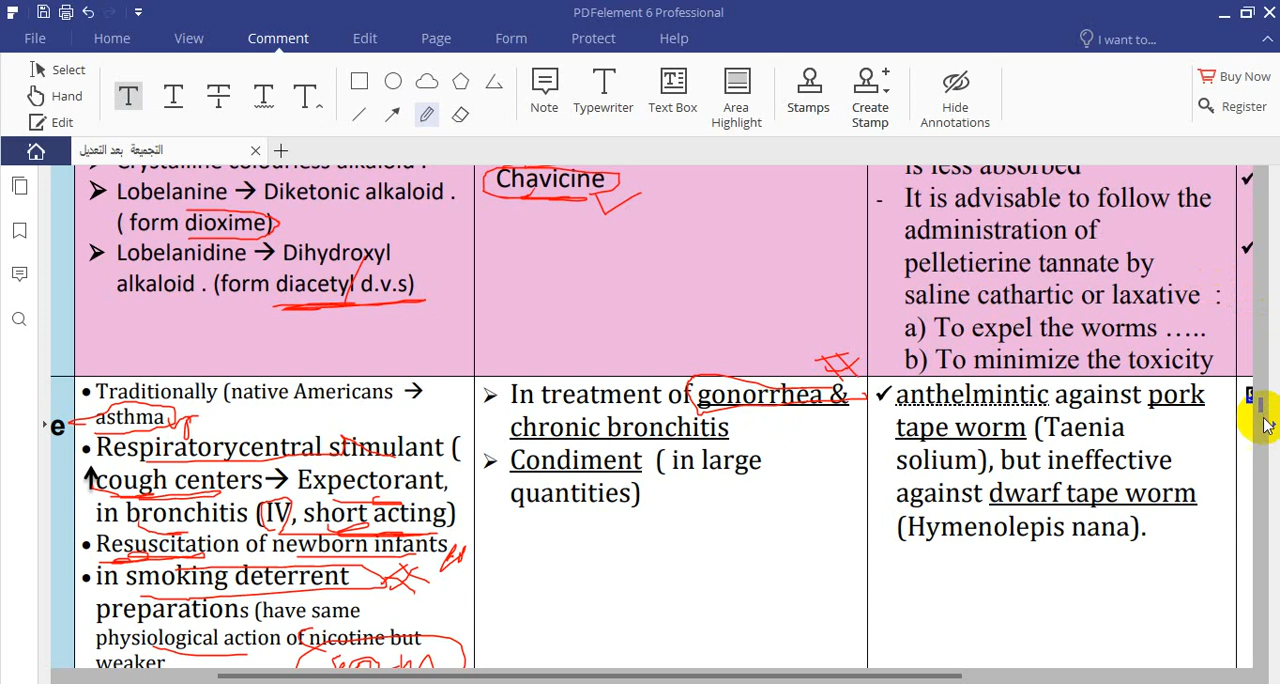 PDFelement 6 Professional
File Home View Comment Edit Page Form Protect Help I want to...
Select
Hand
Edit
Note Typewriter Text Box Area Highlight Stamps Create Stamp Hide Annotations
Buy Now
Register
التجميعة بعد التعديل
Crystalline colourless alkaloid .
➢ Lobelanine → Diketonic alkaloid .
( form dioxime)
➢ Lobelanidine → Dihydroxyl
alkaloid . (form diacetyl d.v.s)
Chavicine
is less absorbed
- It is advisable to follow the
administration of
pelletierine tannate by
saline cathartic or laxative :
a) To expel the worms …..
b) To minimize the toxicity
e
• Traditionally (native Americans →
asthma
• Respiratorycentral stimulant (
↑cough centers→ Expectorant,
in bronchitis (IV, short acting)
• Resuscitation of newborn infants
• in smoking deterrent
preparations (have same
physiological action of nicotine but
weaker
➢ In treatment of gonorrhea &
chronic bronchitis
➢ Condiment ( in large
quantities)
✓ anthelmintic against pork
tape worm (Taenia
solium), but ineffective
against dwarf tape worm
(Hymenolepis nana).